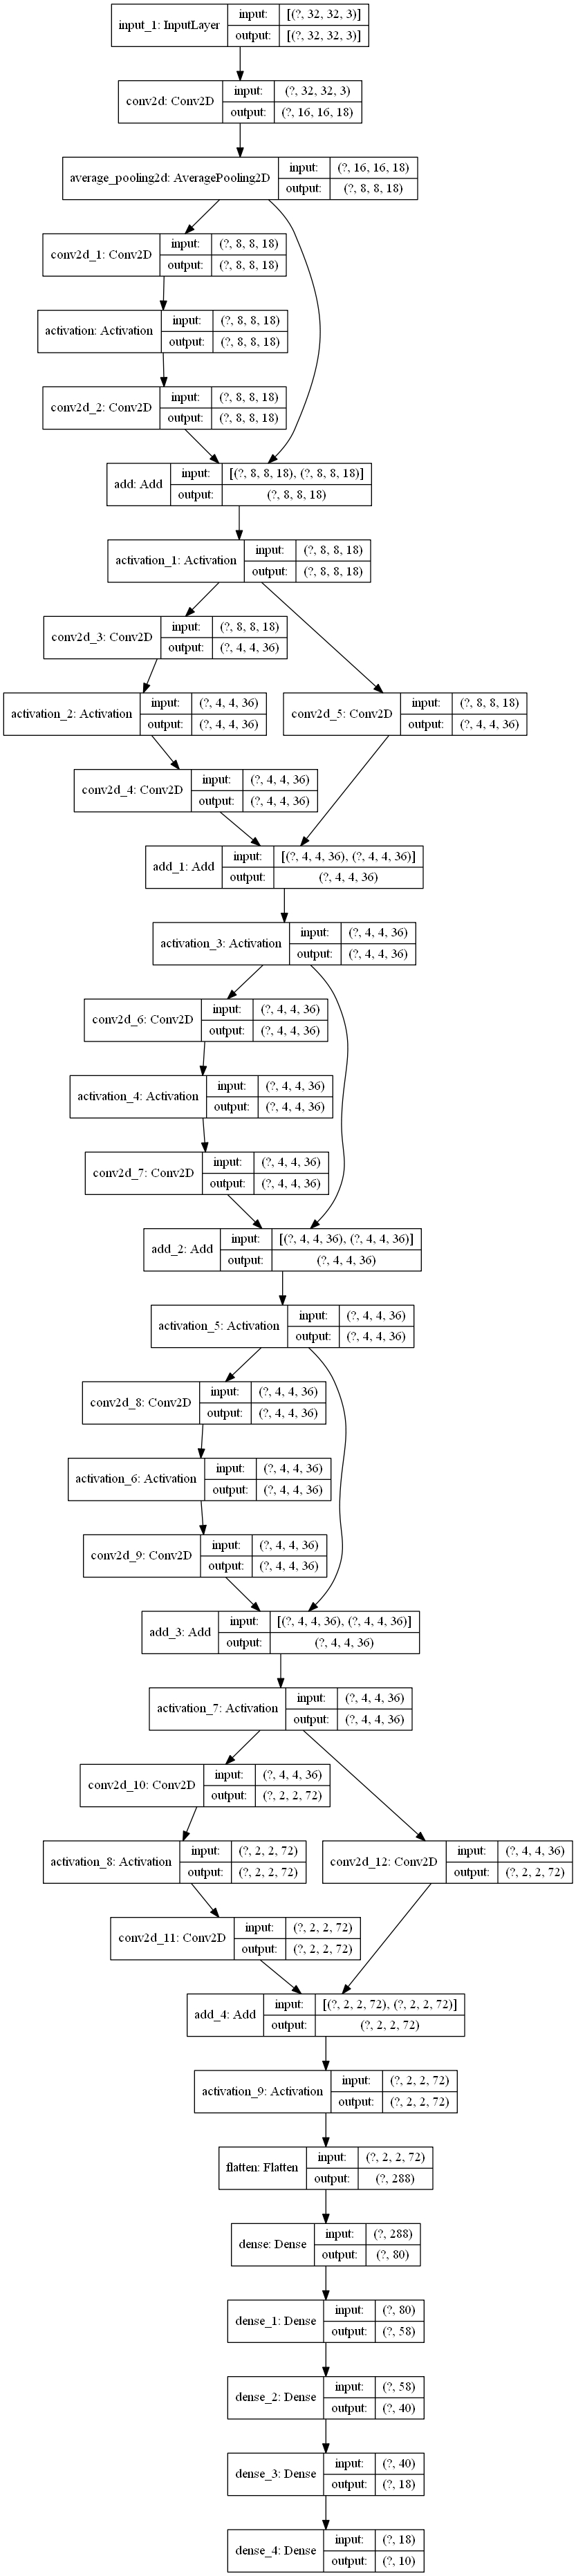 input_1: InputLayer
input: [(?, 32, 32, 3)]
output: [(?, 32, 32, 3)]
conv2d: Conv2D
input: (?, 32, 32, 3)
output: (?, 16, 16, 18)
average_pooling2d: AveragePooling2D
input: (?, 16, 16, 18)
output: (?, 8, 8, 18)
conv2d_1: Conv2D
input: (?, 8, 8, 18)
output: (?, 8, 8, 18)
activation: Activation
input: (?, 8, 8, 18)
output: (?, 8, 8, 18)
conv2d_2: Conv2D
input: (?, 8, 8, 18)
output: (?, 8, 8, 18)
add: Add
input: [(?, 8, 8, 18), (?, 8, 8, 18)]
output: (?, 8, 8, 18)
activation_1: Activation
input: (?, 8, 8, 18)
output: (?, 8, 8, 18)
conv2d_3: Conv2D
input: (?, 8, 8, 18)
output: (?, 4, 4, 36)
activation_2: Activation
input: (?, 4, 4, 36)
output: (?, 4, 4, 36)
conv2d_5: Conv2D
input: (?, 8, 8, 18)
output: (?, 4, 4, 36)
conv2d_4: Conv2D
input: (?, 4, 4, 36)
output: (?, 4, 4, 36)
add_1: Add
input: [(?, 4, 4, 36), (?, 4, 4, 36)]
output: (?, 4, 4, 36)
activation_3: Activation
input: (?, 4, 4, 36)
output: (?, 4, 4, 36)
conv2d_6: Conv2D
input: (?, 4, 4, 36)
output: (?, 4, 4, 36)
activation_4: Activation
input: (?, 4, 4, 36)
output: (?, 4, 4, 36)
conv2d_7: Conv2D
input: (?, 4, 4, 36)
output: (?, 4, 4, 36)
add_2: Add
input: [(?, 4, 4, 36), (?, 4, 4, 36)]
output: (?, 4, 4, 36)
activation_5: Activation
input: (?, 4, 4, 36)
output: (?, 4, 4, 36)
conv2d_8: Conv2D
input: (?, 4, 4, 36)
output: (?, 4, 4, 36)
activation_6: Activation
input: (?, 4, 4, 36)
output: (?, 4, 4, 36)
conv2d_9: Conv2D
input: (?, 4, 4, 36)
output: (?, 4, 4, 36)
add_3: Add
input: [(?, 4, 4, 36), (?, 4, 4, 36)]
output: (?, 4, 4, 36)
activation_7: Activation
input: (?, 4, 4, 36)
output: (?, 4, 4, 36)
conv2d_10: Conv2D
input: (?, 4, 4, 36)
output: (?, 2, 2, 72)
activation_8: Activation
input: (?, 2, 2, 72)
output: (?, 2, 2, 72)
conv2d_12: Conv2D
input: (?, 4, 4, 36)
output: (?, 2, 2, 72)
conv2d_11: Conv2D
input: (?, 2, 2, 72)
output: (?, 2, 2, 72)
add_4: Add
input: [(?, 2, 2, 72), (?, 2, 2, 72)]
output: (?, 2, 2, 72)
activation_9: Activation
input: (?, 2, 2, 72)
output: (?, 2, 2, 72)
flatten: Flatten
input: (?, 2, 2, 72)
output: (?, 288)
dense: Dense
input: (?, 288)
output: (?, 80)
dense_1: Dense
input: (?, 80)
output: (?, 58)
dense_2: Dense
input: (?, 58)
output: (?, 40)
dense_3: Dense
input: (?, 40)
output: (?, 18)
dense_4: Dense
input: (?, 18)
output: (?, 10)